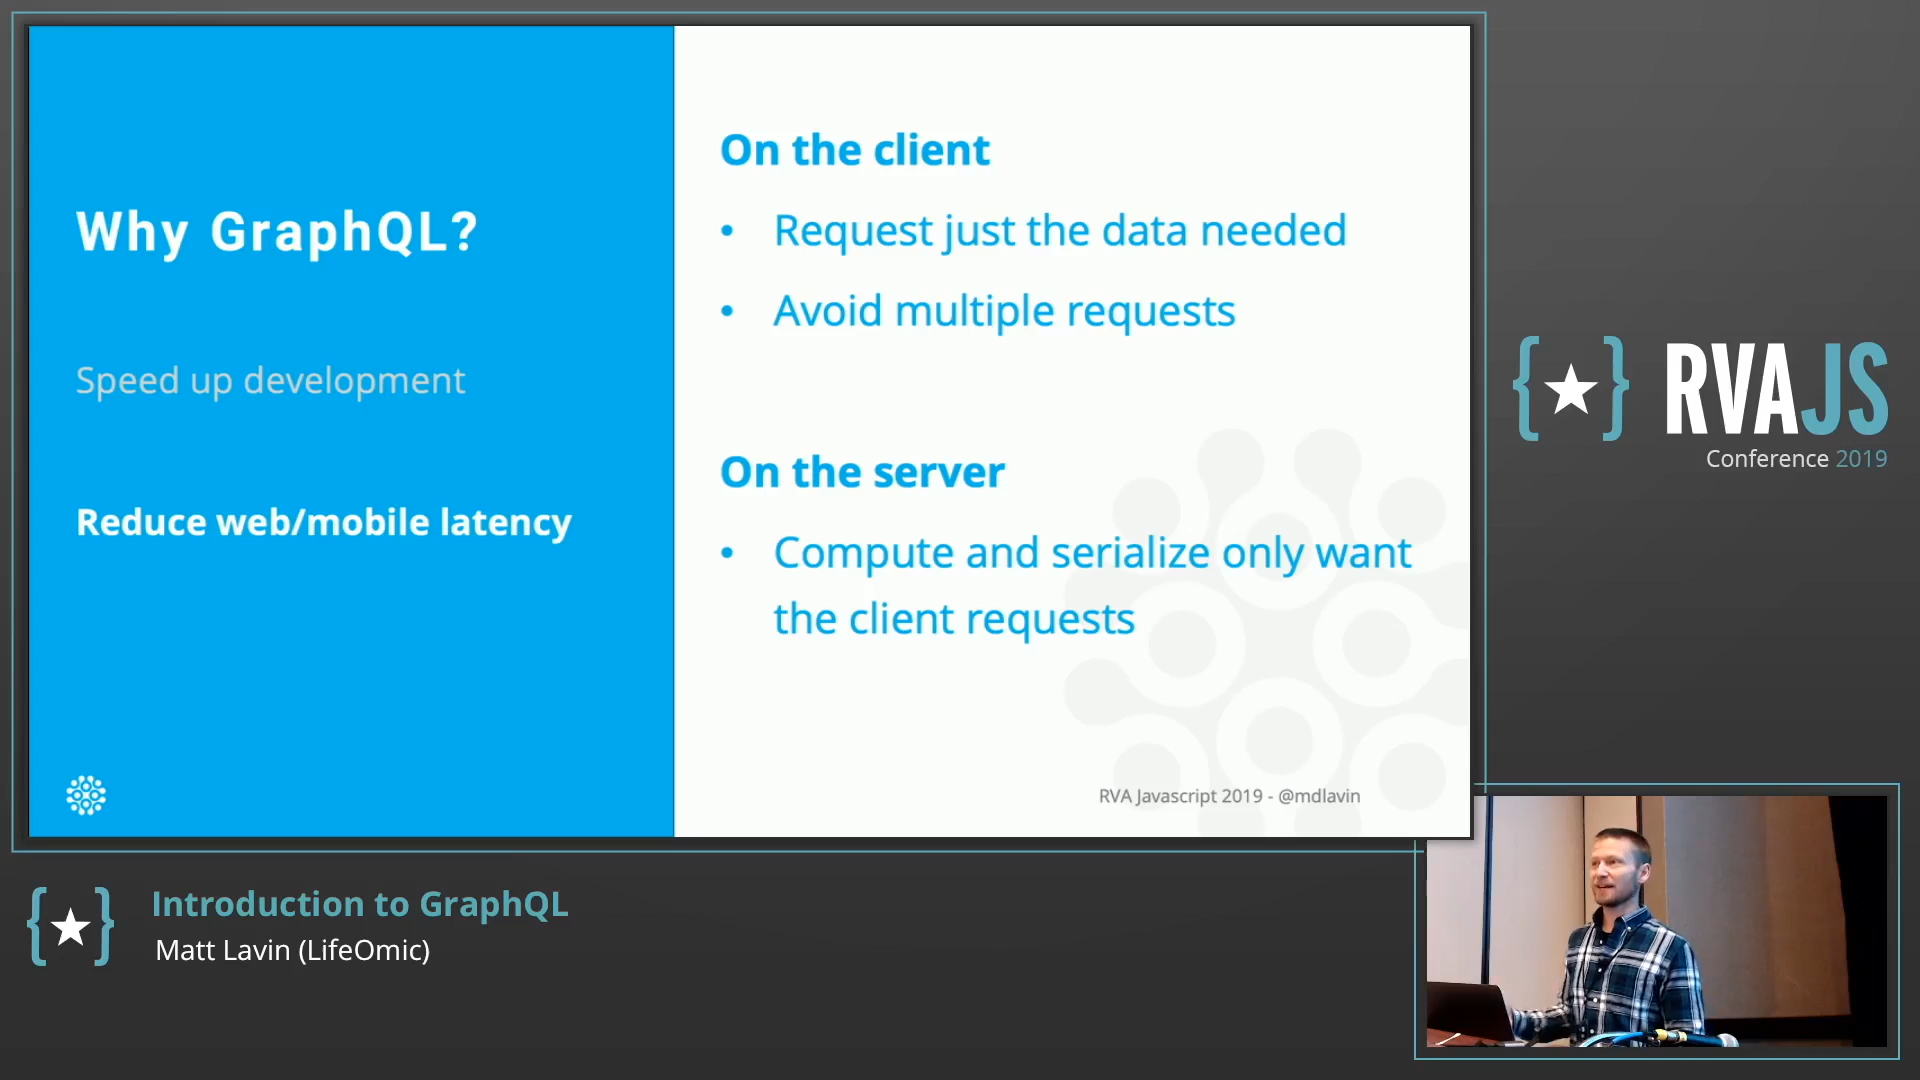 Why GraphQL?
Speed up development
Reduce web/mobile latency
On the client
• Request just the data needed
• Avoid multiple requests
On the server
• Compute and serialize only want
the client requests
RVA Javascript 2019 - @mdlavin
{★} RVAJS
Conference 2019
Introduction to GraphQL
Matt Lavin (LifeOmic)